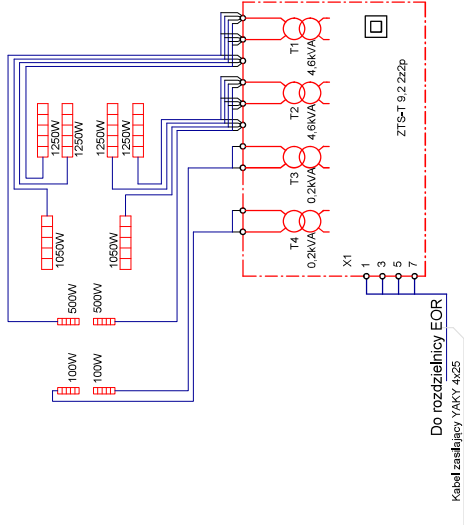 T1
4,6kVA
T2
4,6kVA
T3
0,2kVA
T4
0,2kVA
ZTS-T 9,2 2z2p
X1
1
3
5
7
1250W
1250W
1250W
1250W
1050W
1050W
500W
500W
100W
100W
Do rozdzielnicy EOR
Kabel zasilający YAKY 4x25